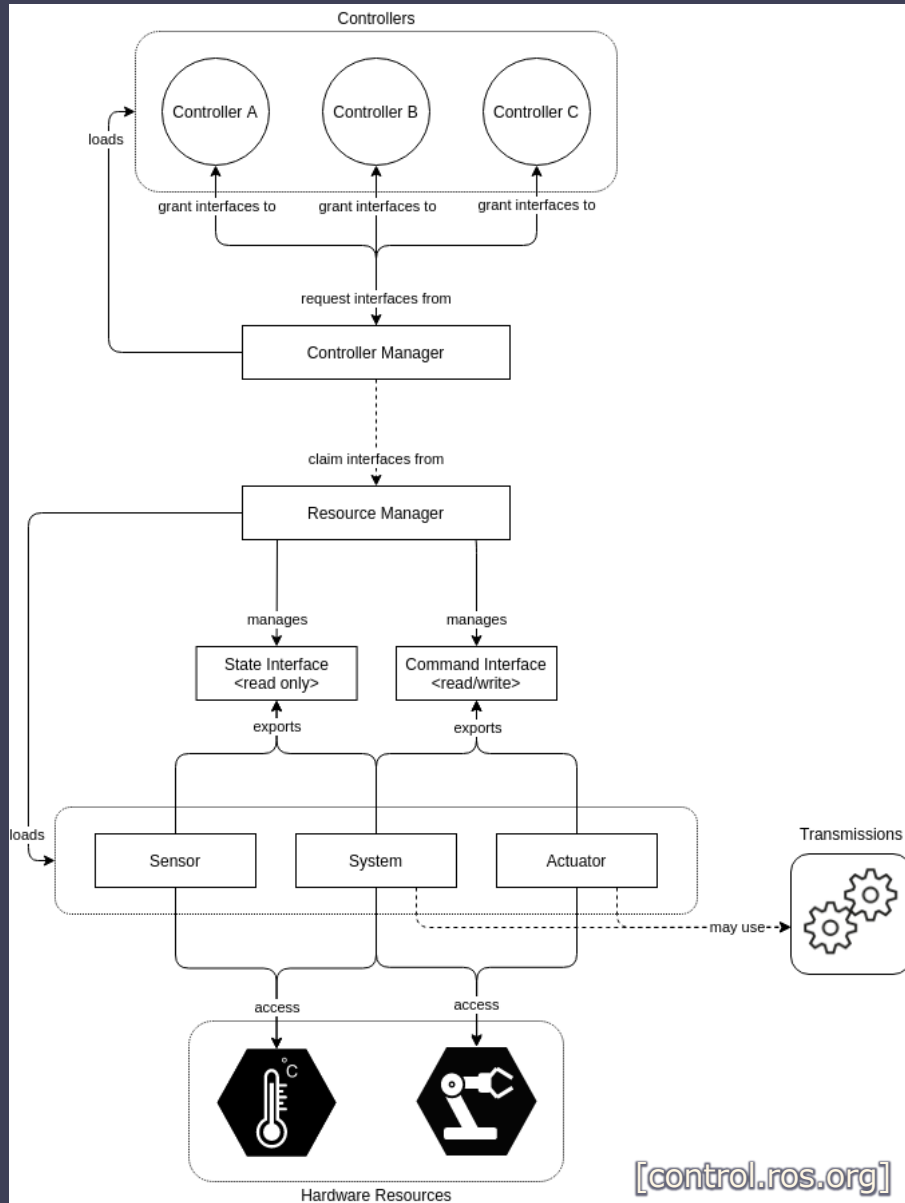 Controllers
Controller A
Controller B
Controller C
loads
grant interfaces to
grant interfaces to
grant interfaces to
request interfaces from
Controller Manager
claim interfaces from
Resource Manager
manages
manages
State Interface
<read only>
Command Interface
<read/write>
exports
exports
loads
Sensor
System
Actuator
Transmissions
may use
access
access
°C
Hardware Resources
[control.ros.org]